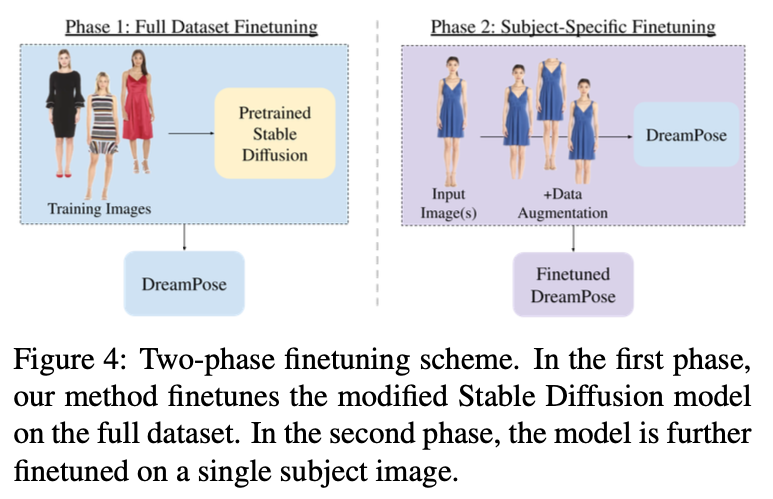 Phase 1: Full Dataset Finetuning
Pretrained
Stable
Diffusion
Training Images
DreamPose
Phase 2: Subject-Specific Finetuning
DreamPose
Input
Image(s)
+Data
Augmentation
Finetuned
DreamPose
Figure 4: Two-phase finetuning scheme. In the first phase,
our method finetunes the modified Stable Diffusion model
on the full dataset. In the second phase, the model is further
finetuned on a single subject image.